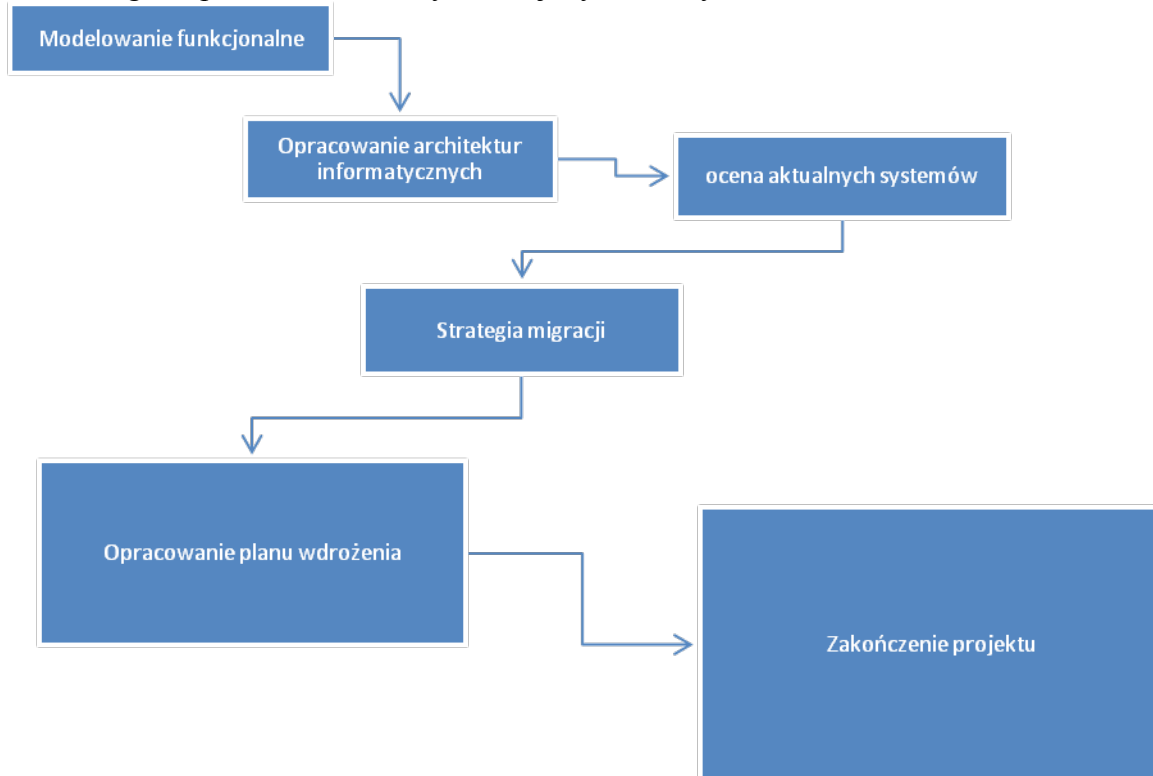 Modelowanie funkcjonalne
Opracowanie architektur
informatycznych
ocena aktualnych systemów
Strategia migracji
Opracowanie planu wdrożenia
Zakończenie projektu